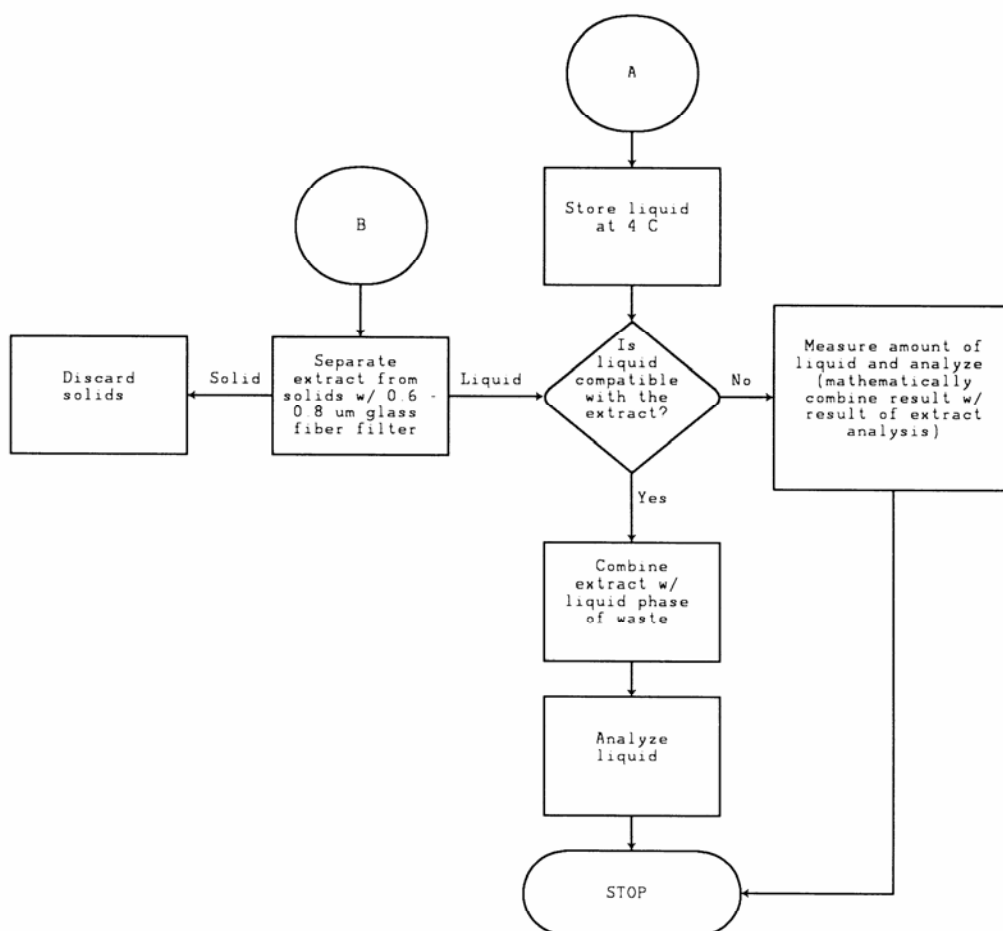 A
Store liquid
at 4 C
B
Discard
solids
Solid
Separate
extract from
solids w/ 0.6 -
0.8 um glass
fiber filter
Liquid
Is
liquid
compatible
with the
extract?
No
Measure amount of
liquid and analyze
(mathematically
combine result w/
result of extract
analysis)
Yes
Combine
extract w/
liquid phase
of waste
Analyze
liquid
STOP